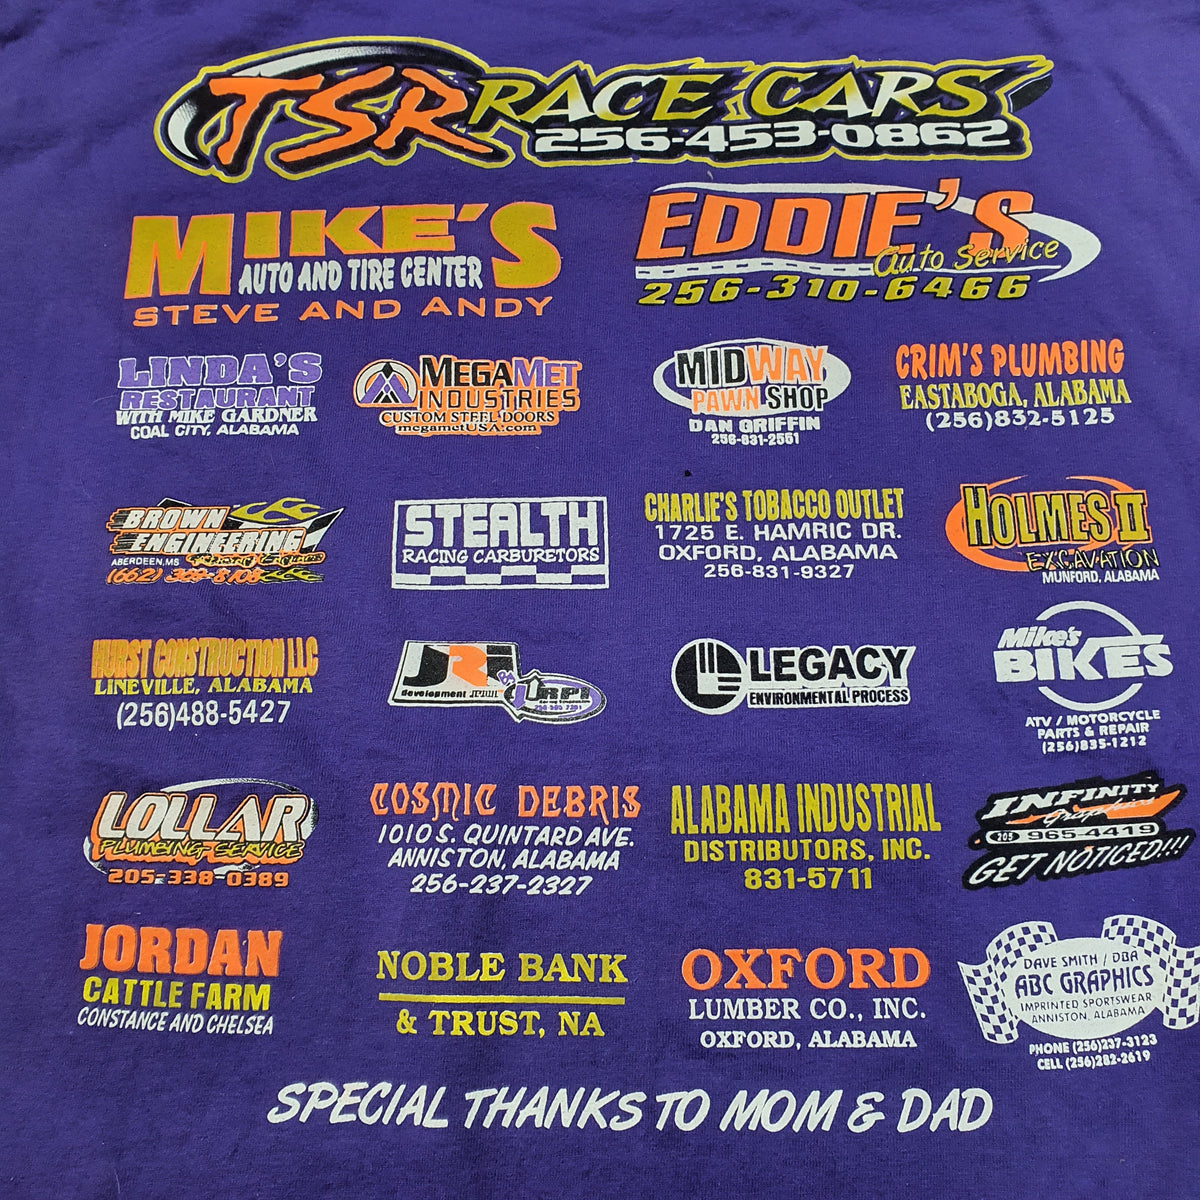 TSR RACE CARS
256-453-0862
MIKE'S
AUTO AND TIRE CENTER
STEVE AND ANDY
EDDIE'S
Auto Service
256-310-6466
LINDA'S
RESTAURANT
WITH MIKE GARDNER
COAL CITY, ALABAMA
MEGAMET
INDUSTRIES
CUSTOM STEEL DOORS
megametUSA.com
MIDWAY
PAWN SHOP
DAN GRIFFIN
256-831-2561
CRIM'S PLUMBING
EASTABOGA, ALABAMA
(256)832-5125
BROWN
ENGINEERING
ABERDEEN, MS
(662) 369-8108
STEALTH
RACING CARBURETORS
CHARLIE'S TOBACCO OUTLET
1725 E. HAMRIC DR.
OXFORD, ALABAMA
256-831-9327
HOLMES II
EXCAVATION
MUNFORD, ALABAMA
HURST CONSTRUCTION LLC
LINEVILLE, ALABAMA
(256)488-5427
JRi
development
RPI
LEGACY
ENVIRONMENTAL PROCESS
Mike's
BIKES
ATV / MOTORCYCLE
PARTS & REPAIR
(256)835-1212
LOLLAR
PLUMBING SERVICE
205-338-0389
COSMIC DEBRIS
1010 S. QUINTARD AVE.
ANNISTON, ALABAMA
256-237-2327
ALABAMA INDUSTRIAL
DISTRIBUTORS, INC.
831-5711
INFINITY
Graphics
205 965-4419
GET NOTICED!!!
JORDAN
CATTLE FARM
CONSTANCE AND CHELSEA
NOBLE BANK
& TRUST, NA
OXFORD
LUMBER CO., INC.
OXFORD, ALABAMA
DAVE SMITH / DBA
ABC GRAPHICS
IMPRINTED SPORTSWEAR
ANNISTON, ALABAMA
PHONE (256)237-3123
CELL (256)282-2619
SPECIAL THANKS TO MOM & DAD